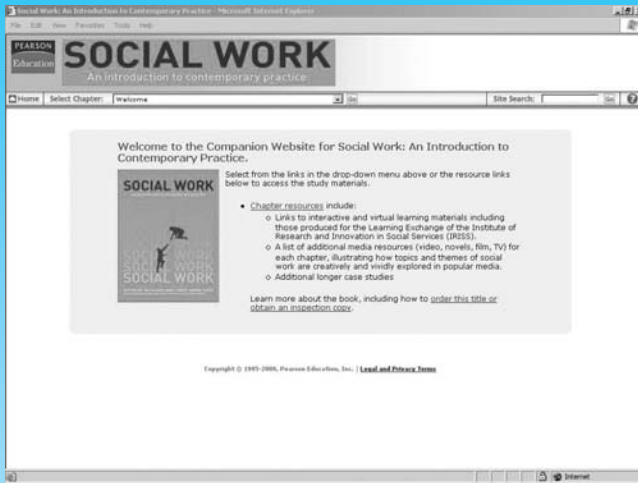 Social Work: An Introduction to Contemporary Practice - Microsoft Internet Explorer
File Edit View Favorites Tools Help
PEARSON
Education
SOCIAL WORK
An introduction to contemporary practice
Home Select Chapter: Welcome Go Site Search: Go
Welcome to the Companion Website for Social Work: An Introduction to
Contemporary Practice.
SOCIAL WORK
SOCIAL WORK
Select from the links in the drop-down menu above or the resource links
below to access the study materials.
• Chapter resources include:
Links to interactive and virtual learning materials including
those produced for the Learning Exchange of the Institute of
Research and Innovation in Social Services (IRISS).
A list of additional media resources (video, novels, film, TV) for
each chapter, illustrating how topics and themes of social
work are creatively and vividly explored in popular media.
Additional longer case studies
Learn more about the book, including how to order this title or
obtain an inspection copy.
Copyright © 1995-2008, Pearson Education, Inc. | Legal and Privacy Terms
Internet